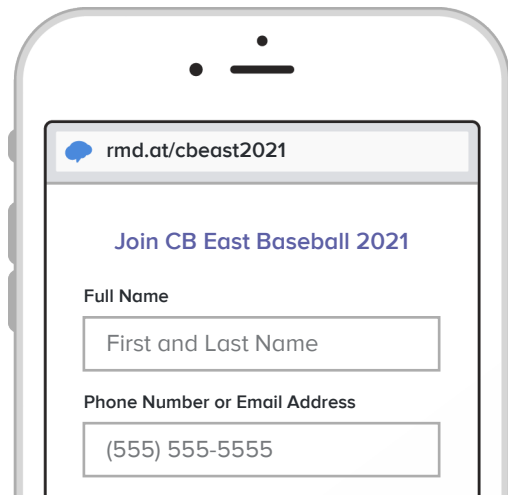 rmd.at/cbeast2021
Join CB East Baseball 2021
Full Name
First and Last Name
Phone Number or Email Address
(555) 555-5555